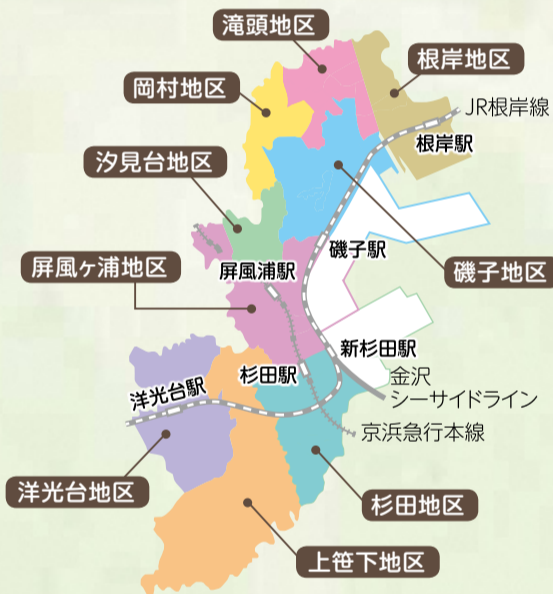 滝頭地区
根岸地区
岡村地区
JR根岸線
根岸駅
汐見台地区
磯子駅
屏風浦駅
屏風ヶ浦地区
磯子地区
新杉田駅
杉田駅
金沢
シーサイドライン
洋光台駅
京浜急行本線
洋光台地区
杉田地区
上笹下地区